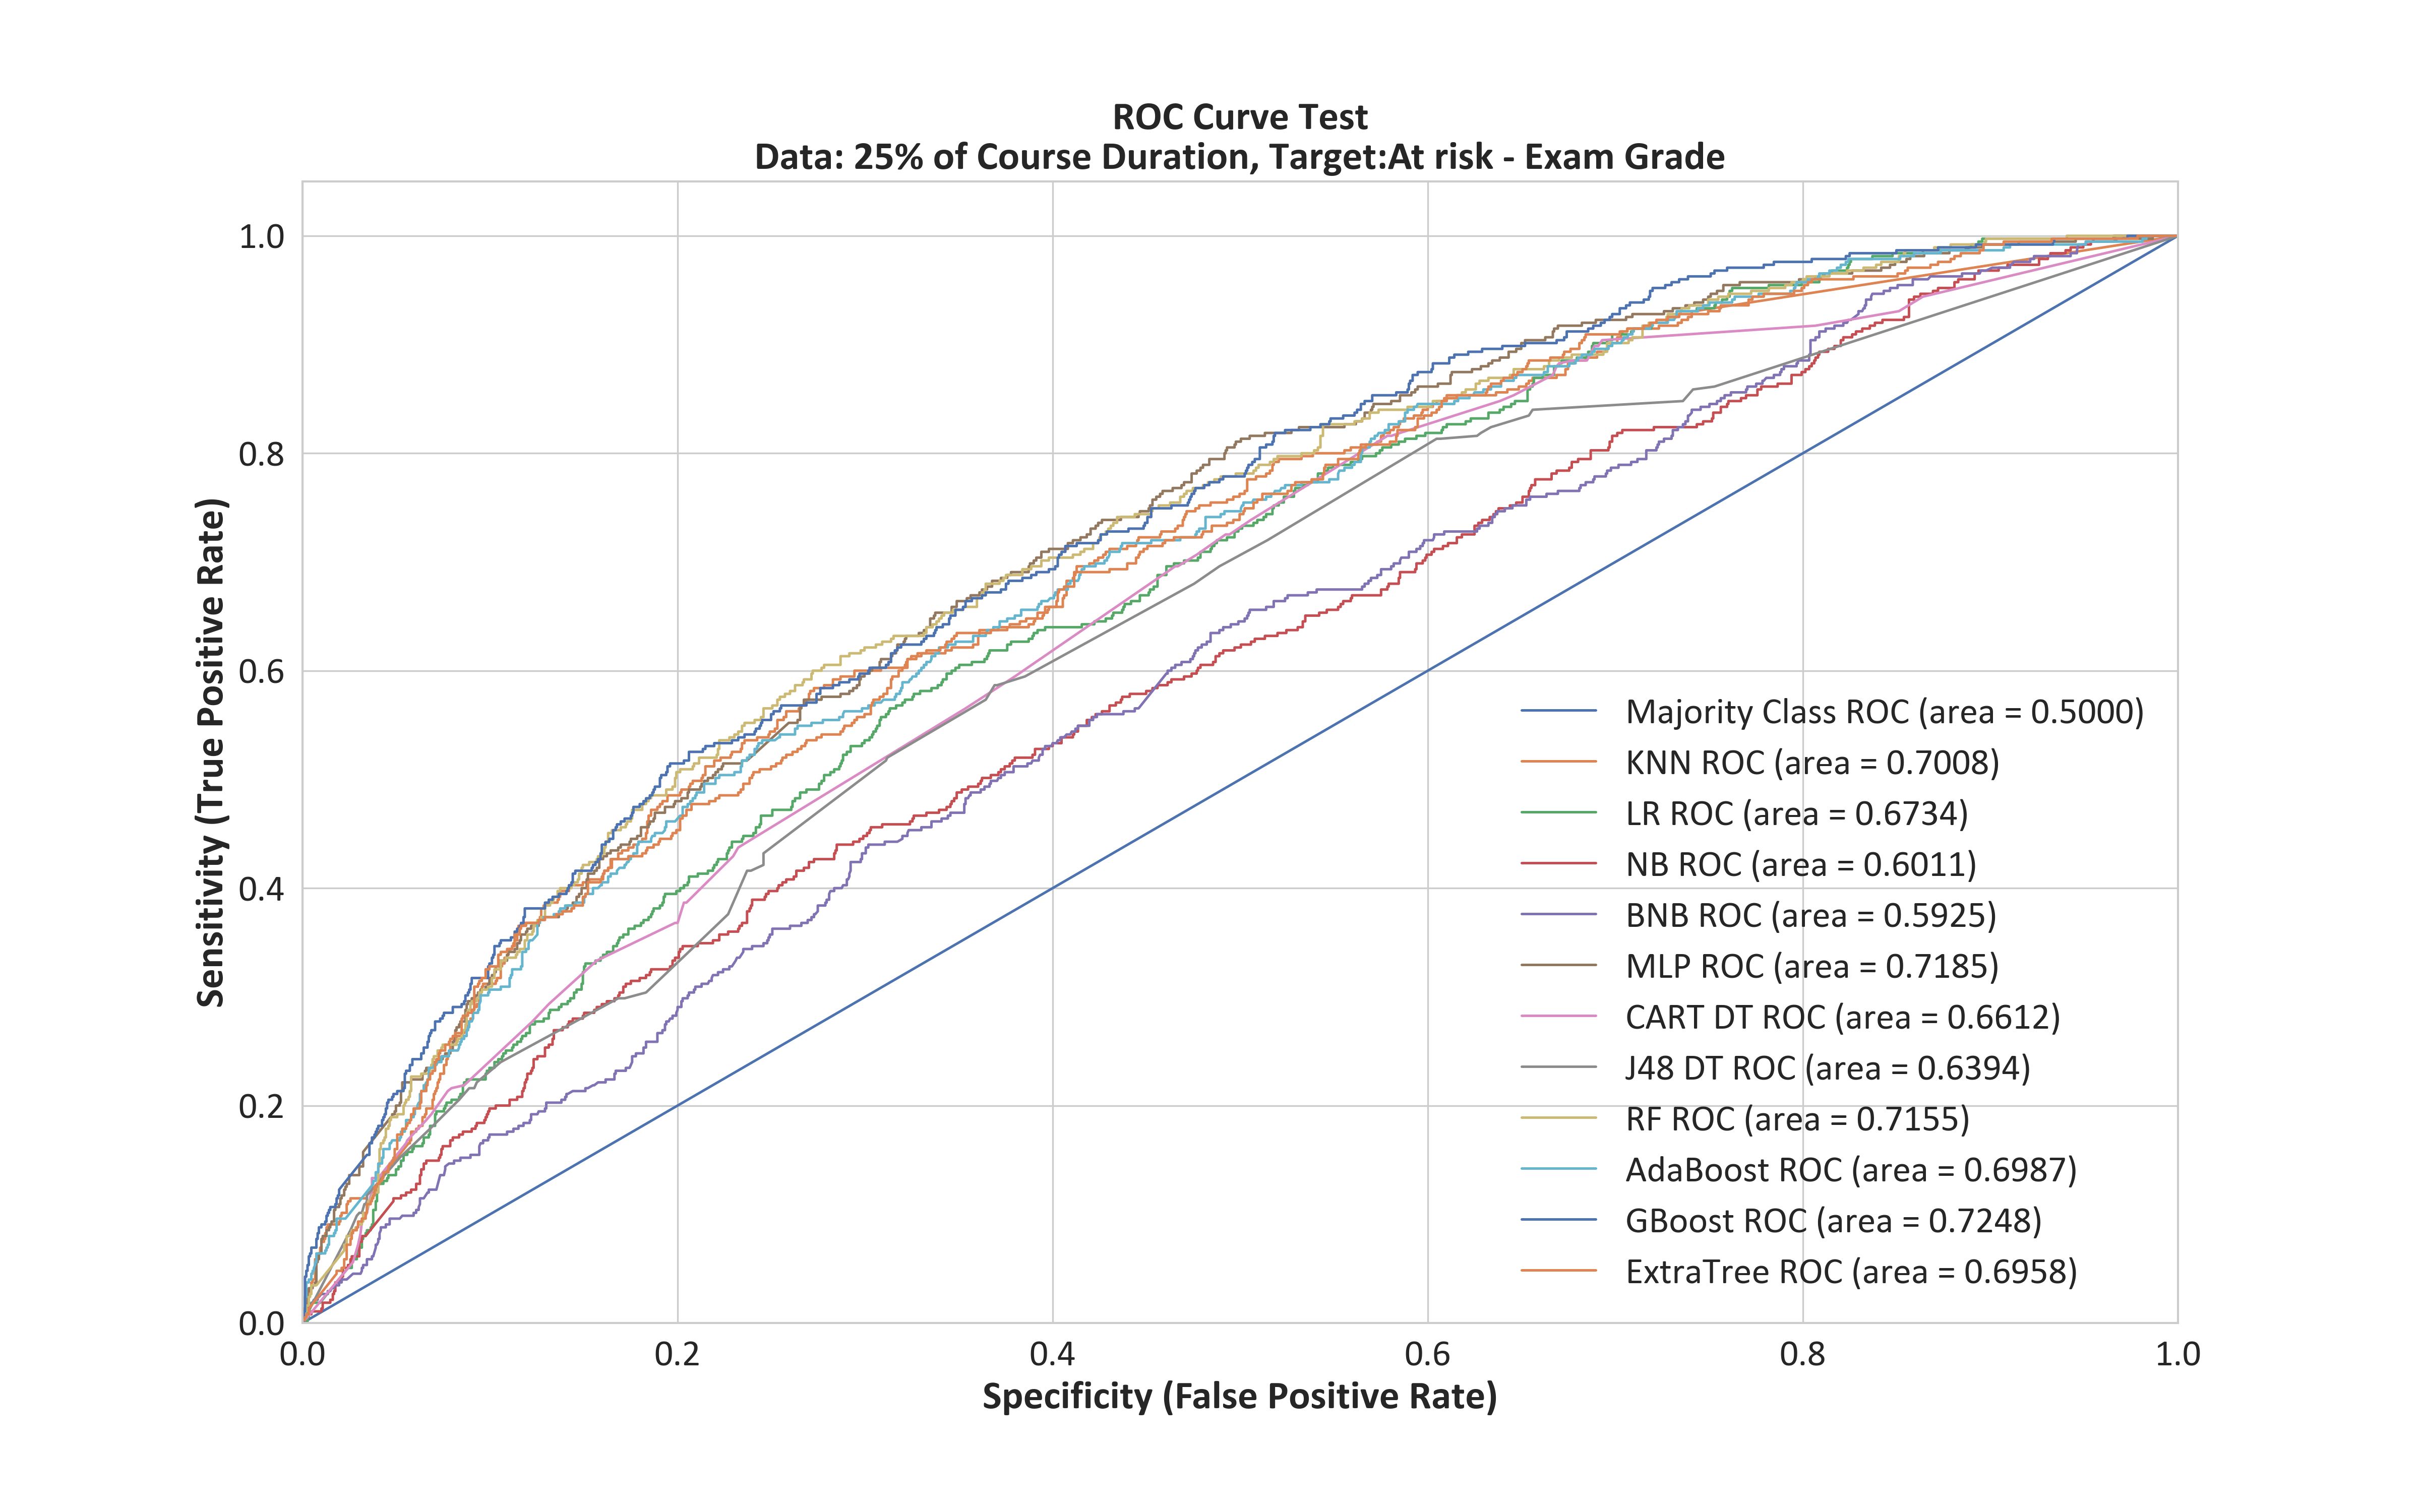 ROC Curve Test
Data: 25% of Course Duration, Target:At risk - Exam Grade
Sensitivity (True Positive Rate)
1.0
0.8
0.6
0.4
0.2
0.0
Majority Class ROC (area = 0.5000)
KNN ROC (area = 0.7008)
LR ROC (area = 0.6734)
NB ROC (area = 0.6011)
BNB ROC (area = 0.5925)
MLP ROC (area = 0.7185)
CART DT ROC (area = 0.6612)
J48 DT ROC (area = 0.6394)
RF ROC (area = 0.7155)
AdaBoost ROC (area = 0.6987)
GBoost ROC (area = 0.7248)
ExtraTree ROC (area = 0.6958)
0.0 0.2 0.4 0.6 0.8 1.0
Specificity (False Positive Rate)